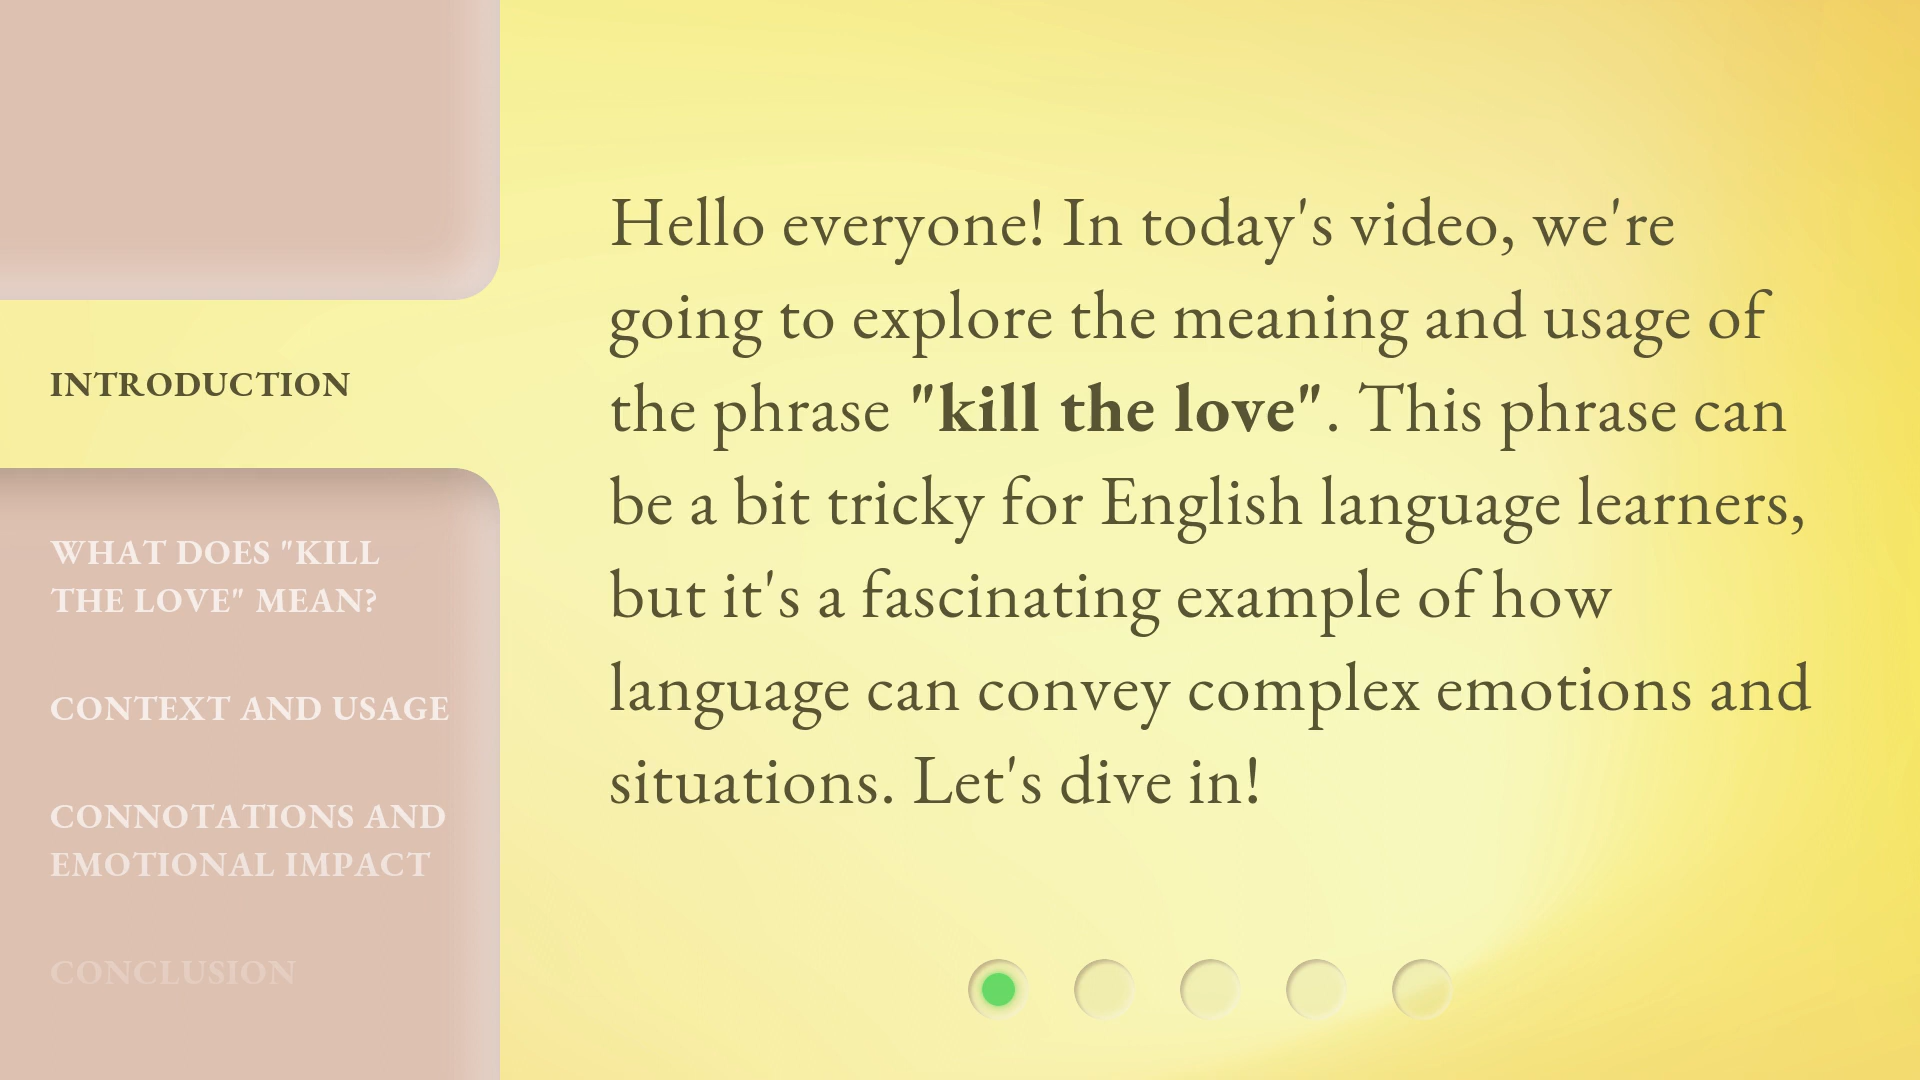 INTRODUCTION
WHAT DOES "KILL
THE LOVE" MEAN?
CONTEXT AND USAGE
CONNOTATIONS AND
EMOTIONAL IMPACT
CONCLUSION
Hello everyone! In today's video, we're
going to explore the meaning and usage of
the phrase "kill the love". This phrase can
be a bit tricky for English language learners,
but it's a fascinating example of how
language can convey complex emotions and
situations. Let's dive in!